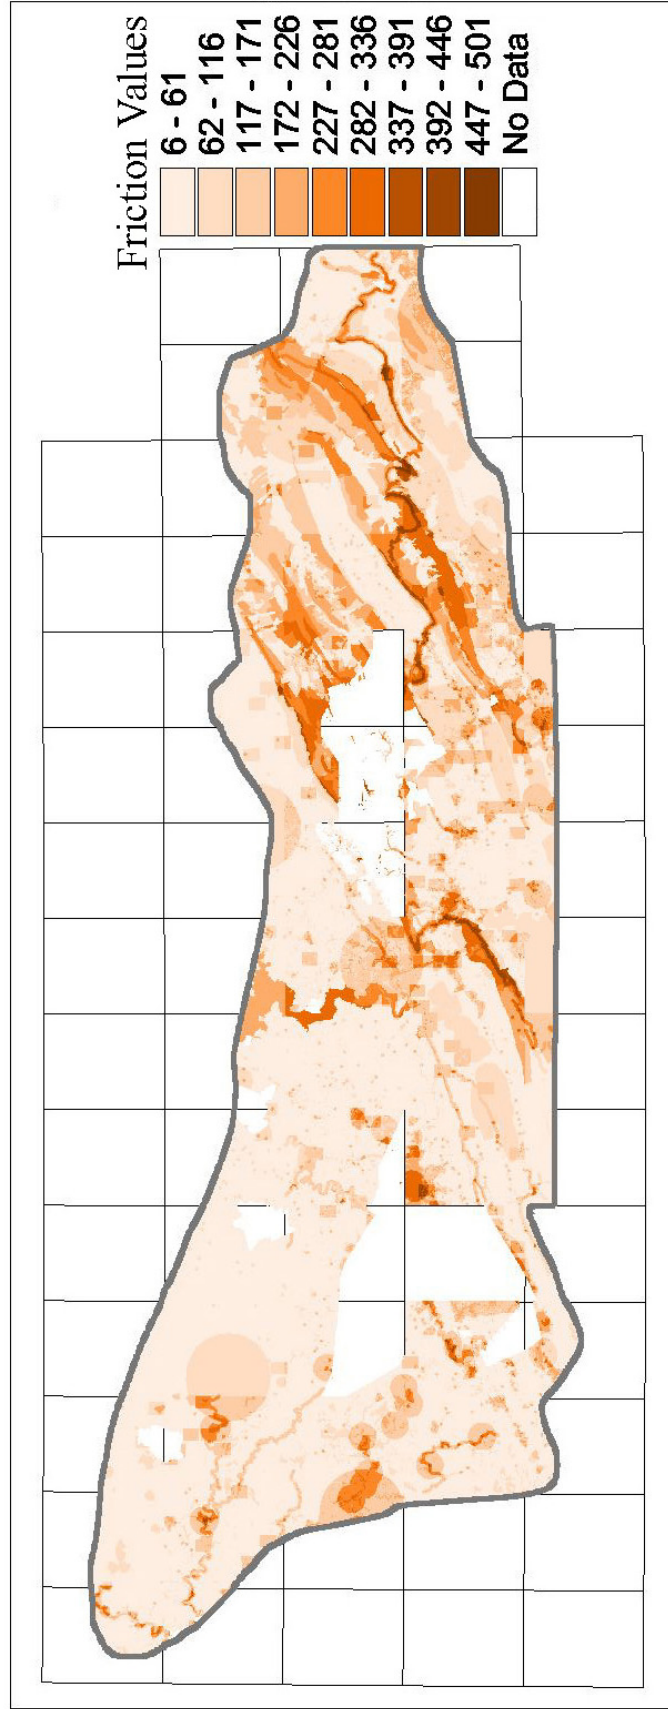 Friction Values
6 - 61
62 - 116
117 - 171
172 - 226
227 - 281
282 - 336
337 - 391
392 - 446
447 - 501
No Data